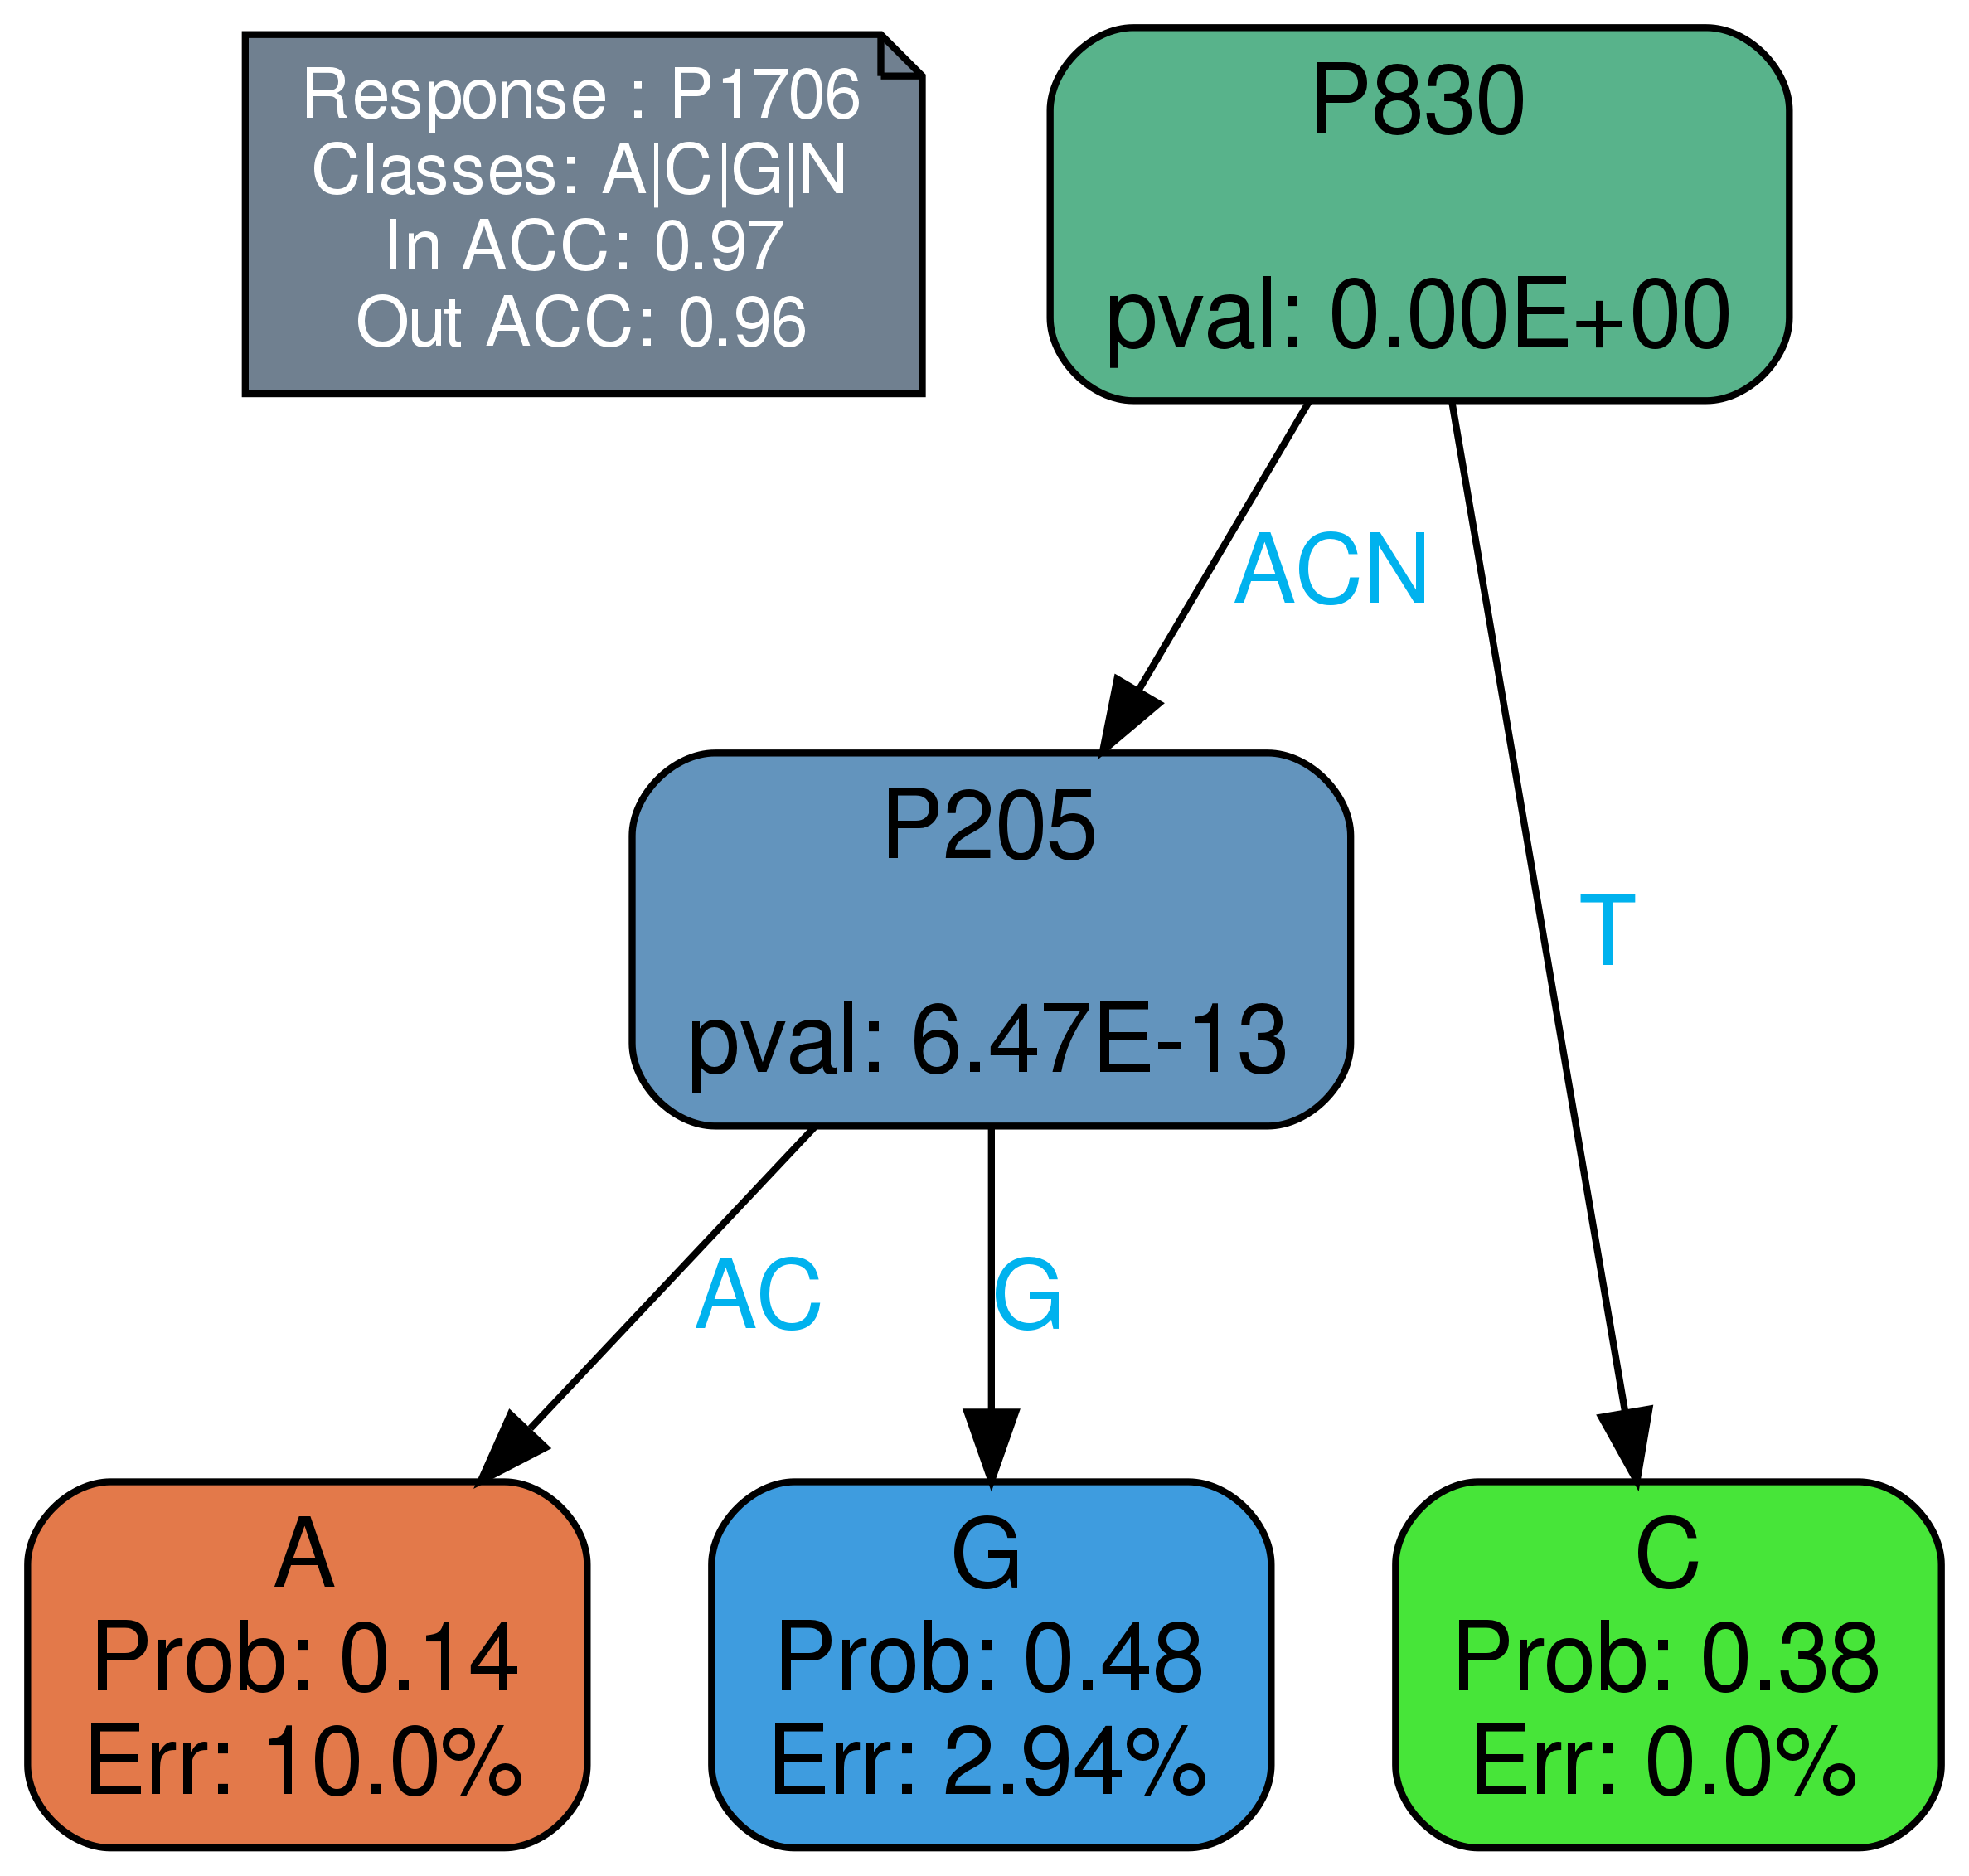 Response : P1706
Classes: A|C|G|N
In ACC: 0.97
Out ACC: 0.96
P830
pval: 0.00E+00
ACN
P205
pval: 6.47E-13
T
AC
G
A
Prob: 0.14
Err: 10.0%
G
Prob: 0.48
Err: 2.94%
C
Prob: 0.38
Err: 0.0%